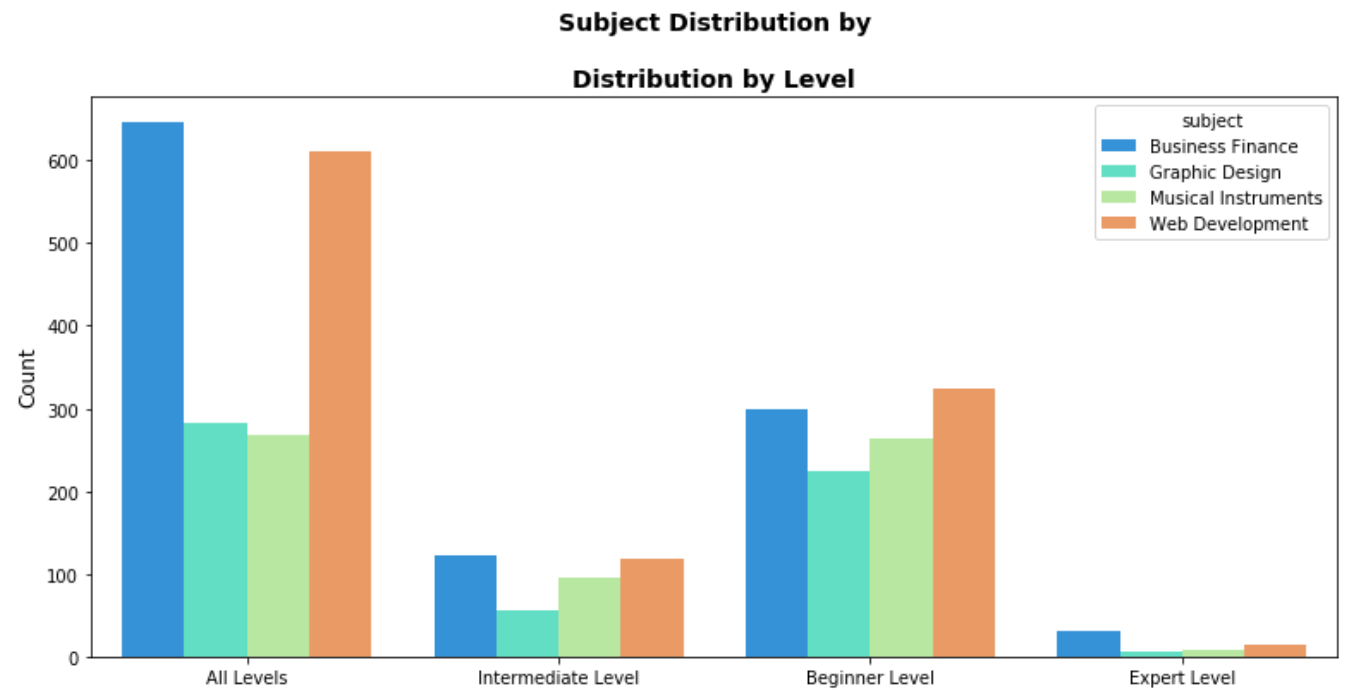 Subject Distribution by
Distribution by Level
subject
Business Finance
Graphic Design
Musical Instruments
Web Development
Count
600
500
400
300
200
100
0
All Levels
Intermediate Level
Beginner Level
Expert Level